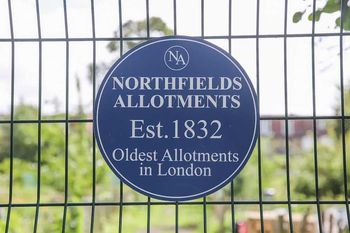 NA
NORTHFIELDS
ALLOTMENTS
Est.1832
Oldest Allotments
in London